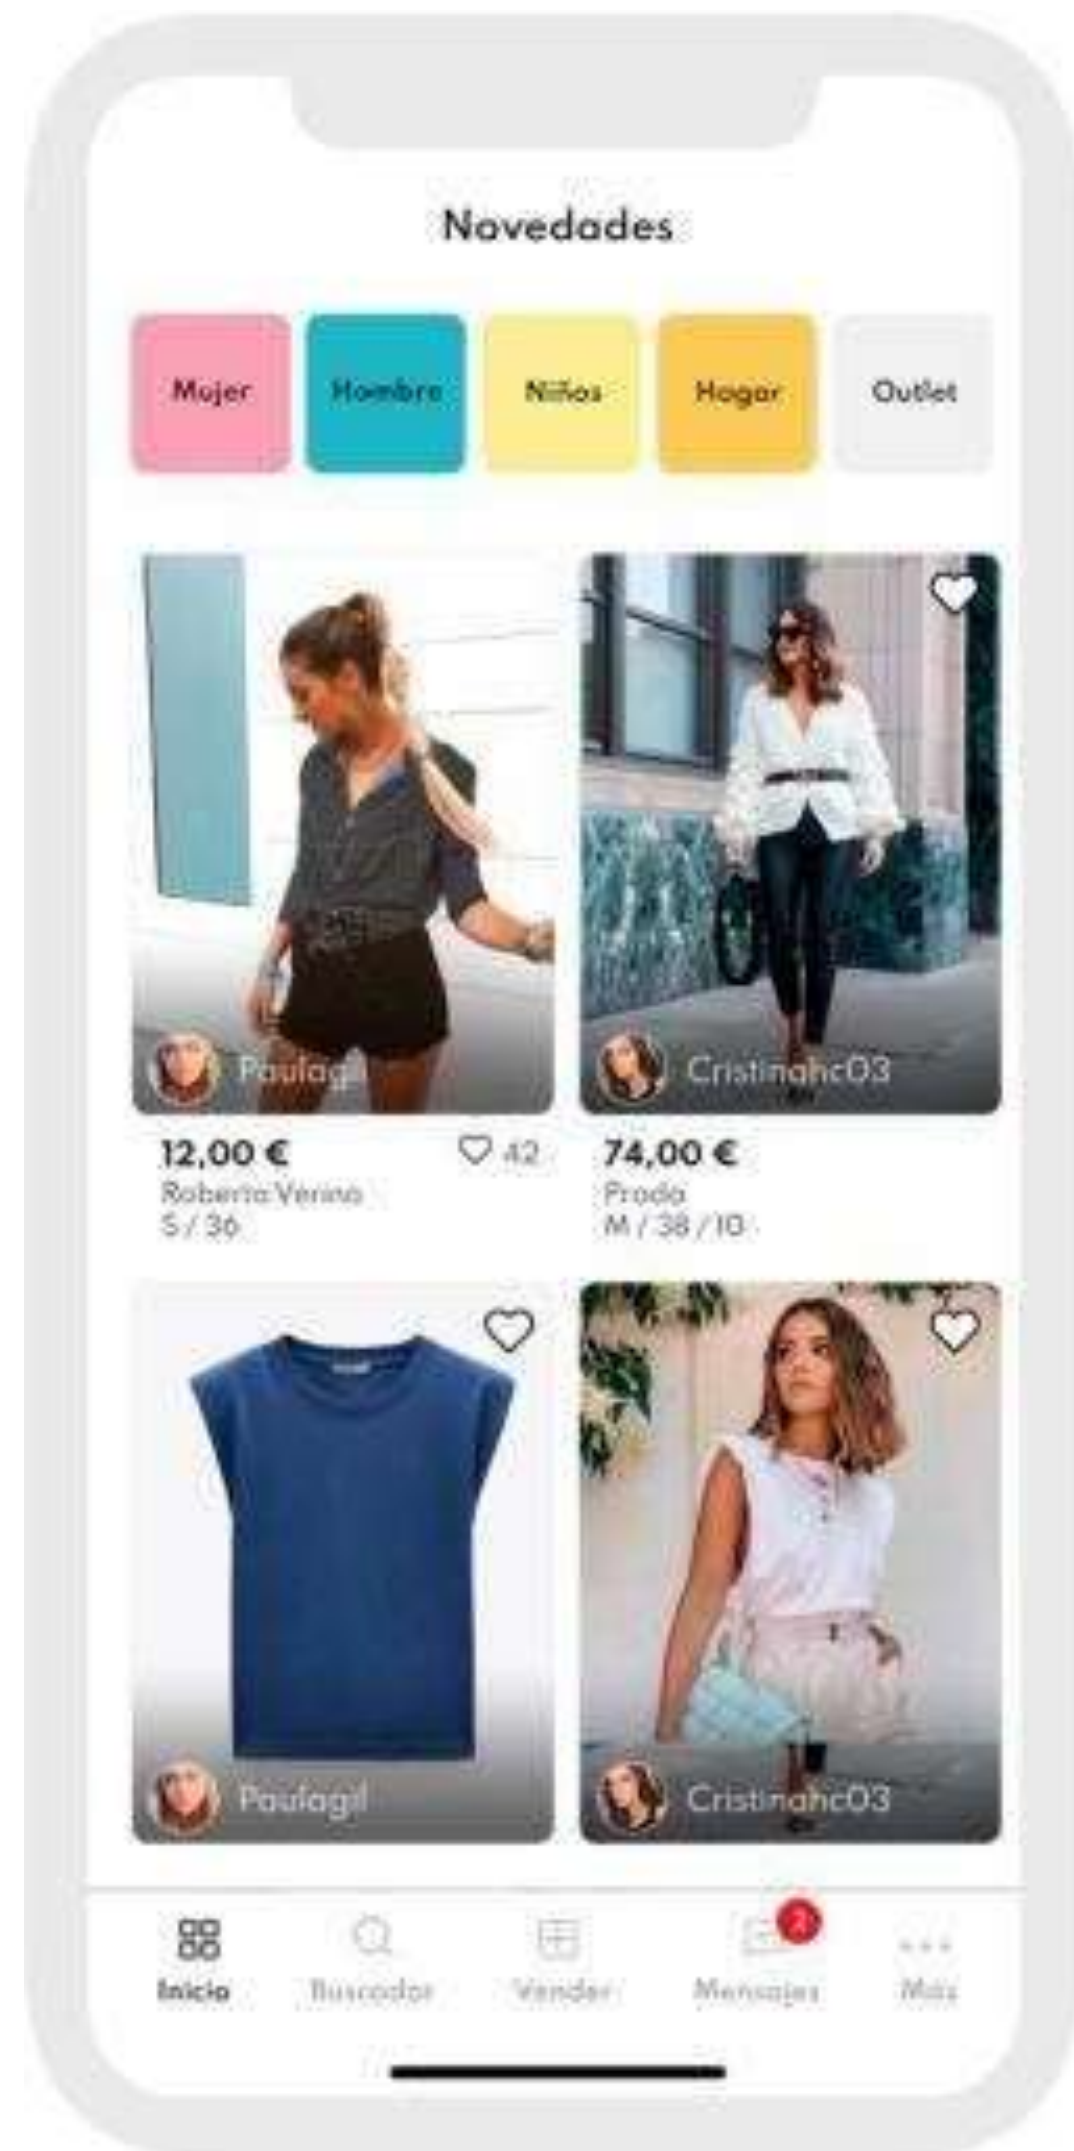 Novedades
Mujer
Hombre
Niños
Hogar
Outlet
Paulagil
Cristinahc03
12,00 €
42
74,00 €
Roberto Verino
Prada
S / 36
M / 38 / 10
Paulagil
Cristinahc03
Inicio
Buscador
Vender
Mensajes
Más